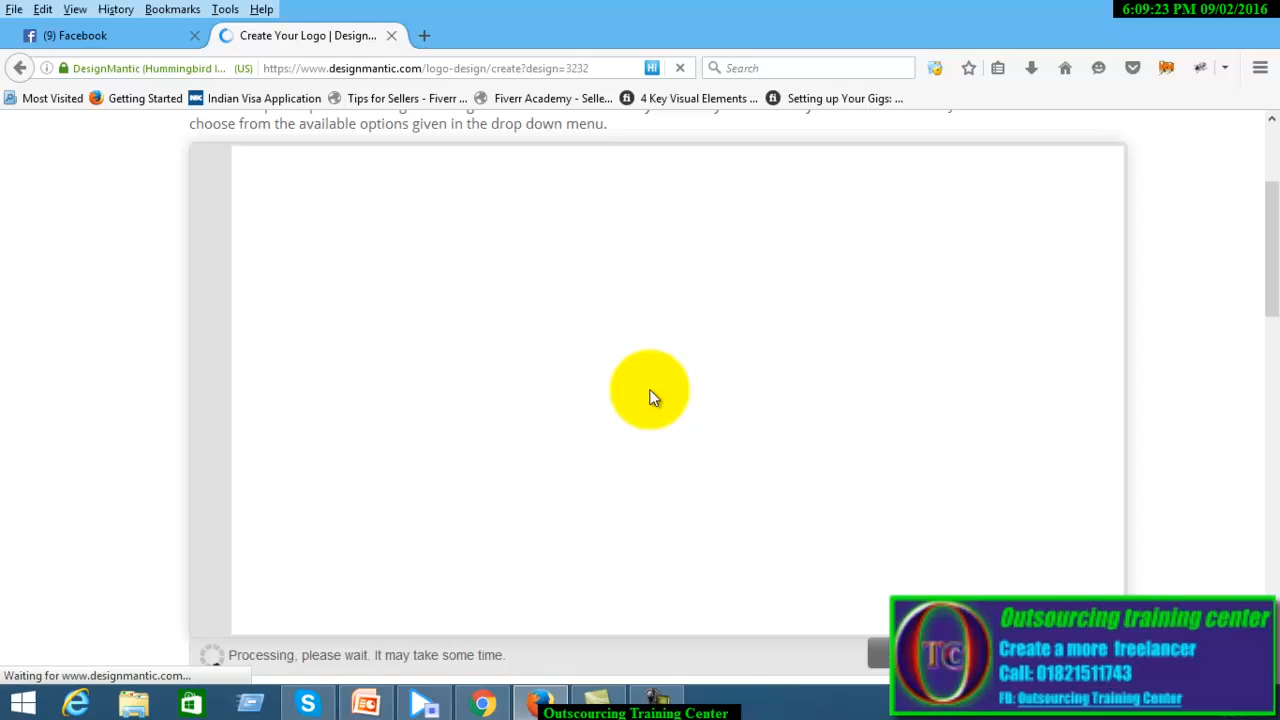 File Edit View History Bookmarks Tools Help
6:09:23 PM 09/02/2016
(9) Facebook
Create Your Logo | Design...
DesignMantic (Hummingbird I... (US)
https://www.designmantic.com/logo-design/create?design=3232
Search
Most Visited
Getting Started
Indian Visa Application
Tips for Sellers - Fiverr ...
Fiverr Academy - Selle...
4 Key Visual Elements ...
Setting up Your Gigs: ...
choose from the available options given in the drop down menu.
Processing, please wait. It may take some time.
Waiting for www.designmantic.com...
OTC
Outsourcing training center
Create a more freelancer
Call: 01821511743
FB: Outsourcing Training Center
Outscourcing Training Center